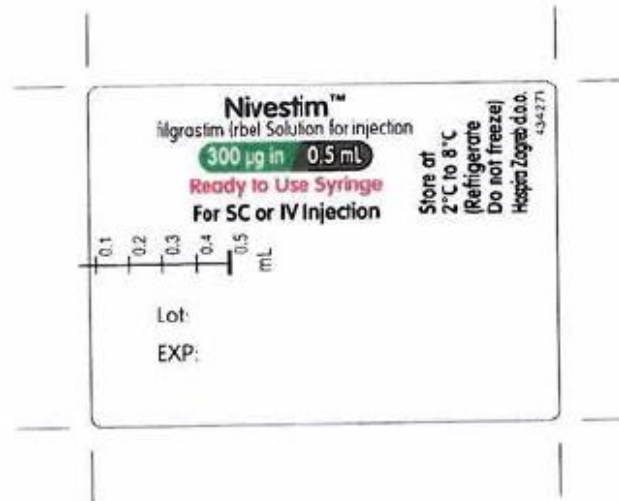 Nivestim™
filgrastim (rbe) Solution for injection
300 µg in 0.5 mL
Ready to Use Syringe
For SC or IV Injection
0.1
0.2
0.3
0.4
0.5
mL
Lot:
EXP:
Store at
2°C to 8°C
(Refrigerate
Do not freeze)
Hospira Zagreb d.o.o.
434271